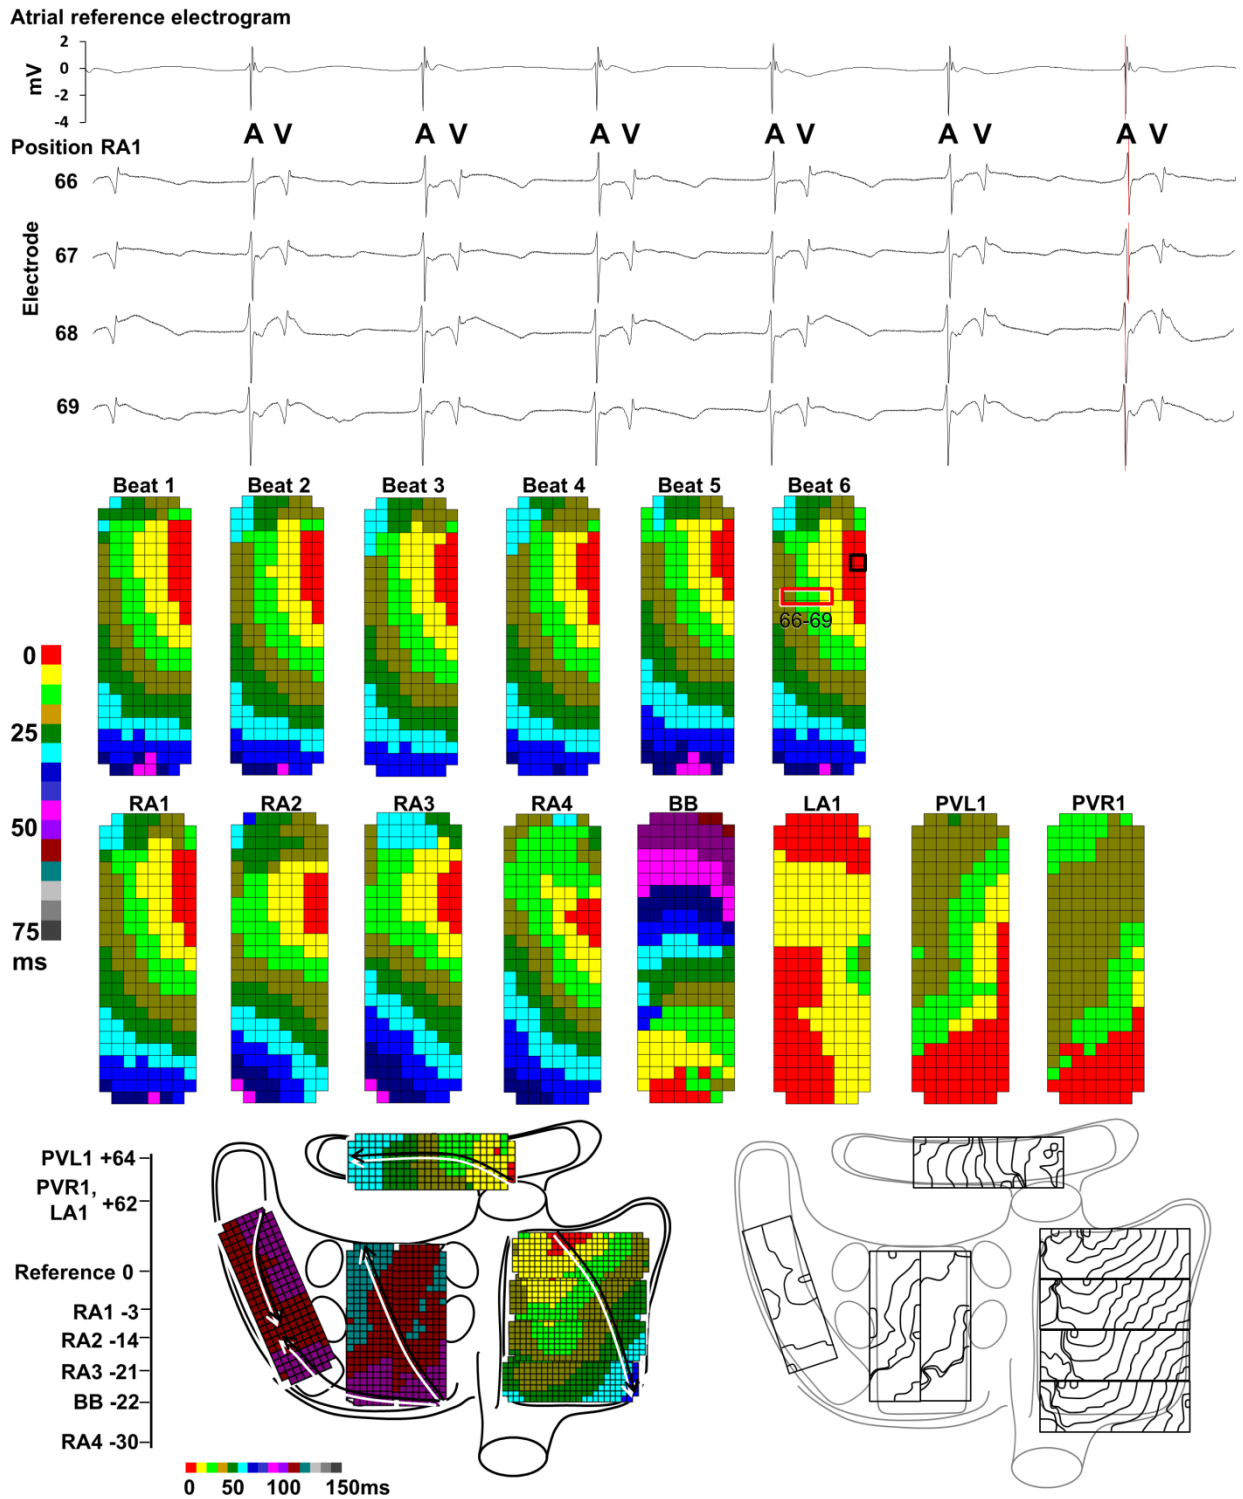 Atrial reference electrogram
2
0
-2
-4
mV
A V A V A V A V A V A V
Position RA1
66
67
68
69
Electrode
Beat 1 Beat 2 Beat 3 Beat 4 Beat 5 Beat 6
66-69
0
25
50
75
ms
RA1 RA2 RA3 RA4 BB LA1 PVL1 PVR1
PVL1 +64
PVR1,
LA1 +62
Reference 0
RA1 -3
RA2 -14
RA3 -21
BB -22
RA4 -30
0 50 100 150ms